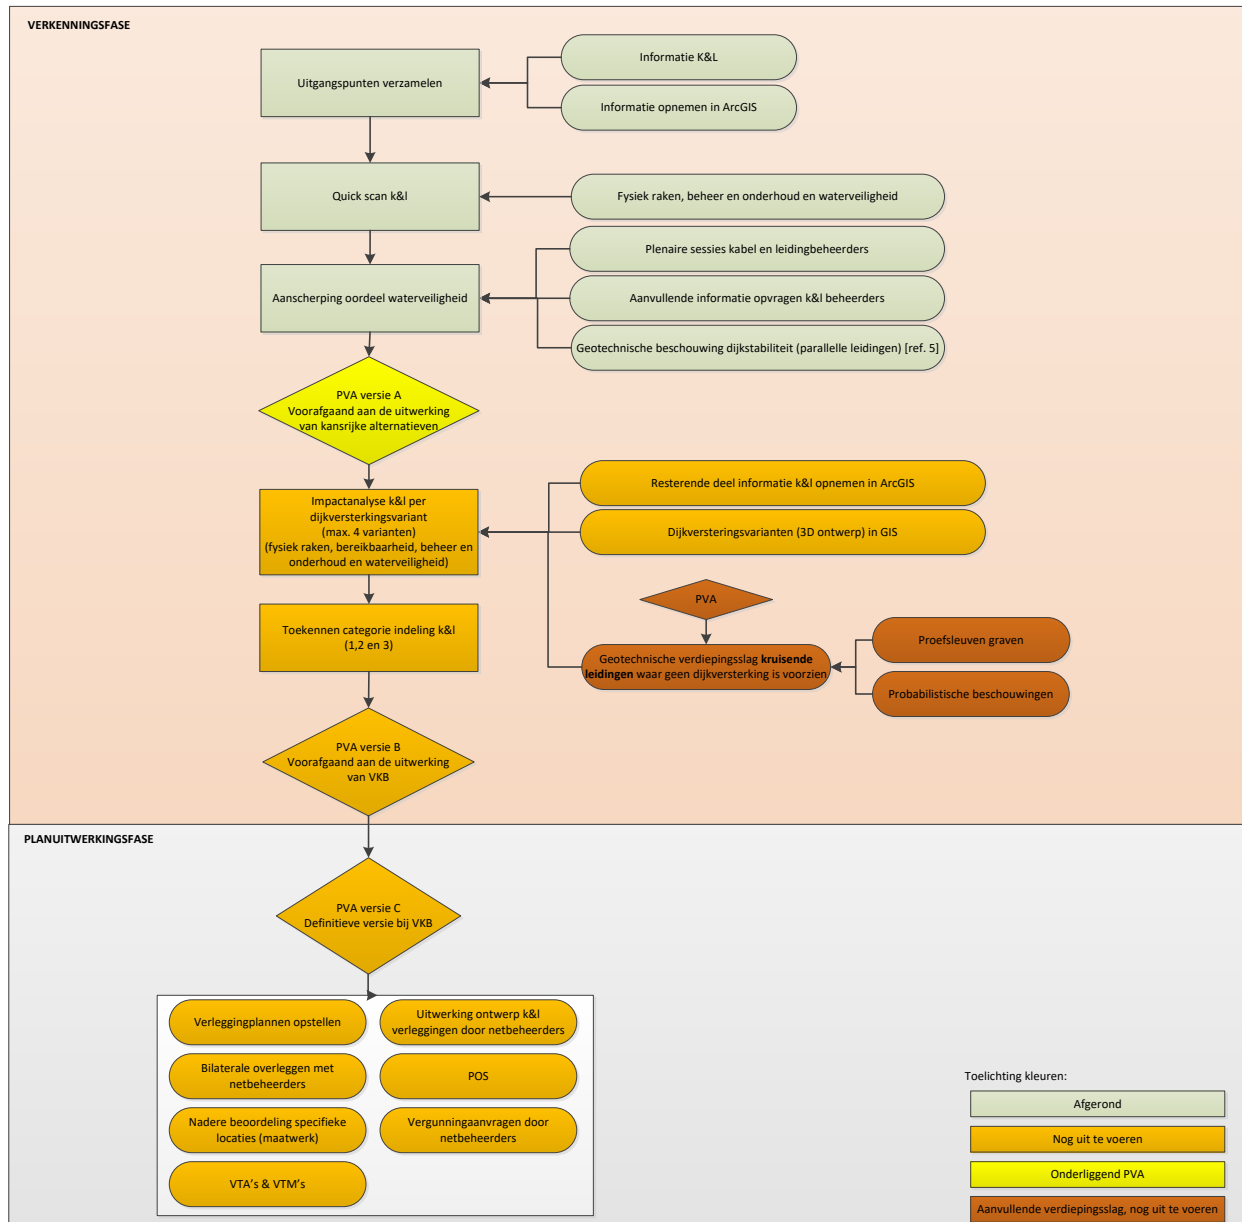 VERKENNINGSFASE
Uitgangspunten verzamelen
Informatie K&L
Informatie opnemen in ArcGIS
Quick scan k&l
Fysiek raken, beheer en onderhoud en waterveiligheid
Aanscherping oordeel waterveiligheid
Plenaire sessies kabel en leidingbeheerders
Aanvullende informatie opvragen k&l beheerders
Geotechnische beschouwing dijkstabiliteit (parallelle leidingen) [ref. 5]
PVA versie A
Voorafgaand aan de uitwerking
van kansrijke alternatieven
Impactanalyse k&l per
dijkversterkingsvariant
(max. 4 varianten)
(fysiek raken, bereikbaarheid, beheer en
onderhoud en waterveiligheid)
Resterende deel informatie k&l opnemen in ArcGIS
Dijkversteringsvarianten (3D ontwerp) in GIS
PVA
Toekennen categorie indeling k&l
(1,2 en 3)
Geotechnische verdiepingsslag kruisende
leidingen waar geen dijkversterking is voorzien
Proefsleuven graven
Probabilistische beschouwingen
PVA versie B
Voorafgaand aan de uitwerking
van VKB
PLANUITWERKINGSFASE
PVA versie C
Definitieve versie bij VKB
Verleggingplannen opstellen
Uitwerking ontwerp k&l
verleggingen door netbeheerders
Bilaterale overleggen met
netbeheerders
POS
Nadere beoordeling specifieke
locaties (maatwerk)
Vergunningaanvragen door
netbeheerders
VTA's & VTM's
Toelichting kleuren:
Afgerond
Nog uit te voeren
Onderliggend PVA
Aanvullende verdiepingsslag, nog uit te voeren